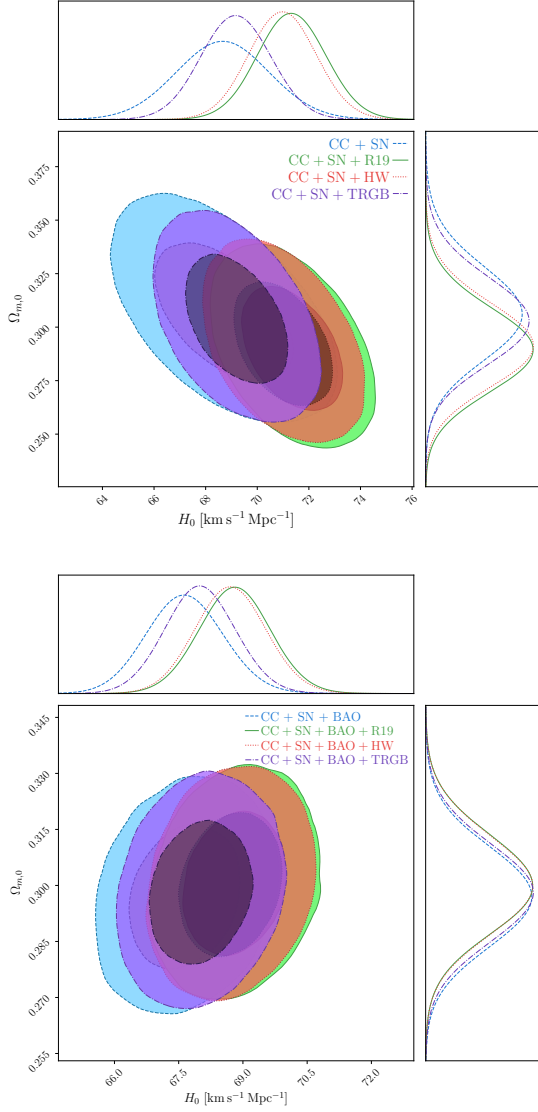 CC + SN
CC + SN + R19
CC + SN + HW
CC + SN + TRGB
0.375
0.350
0.325
0.300
0.275
0.250
Ωm,0
64
66
68
70
72
74
76
H0 [km s−1 Mpc−1]
CC + SN + BAO
CC + SN + BAO + R19
CC + SN + BAO + HW
CC + SN + BAO + TRGB
0.345
0.330
0.315
0.300
0.285
0.270
0.255
Ωm,0
66.0
67.5
69.0
70.5
72.0
H0 [km s−1 Mpc−1]